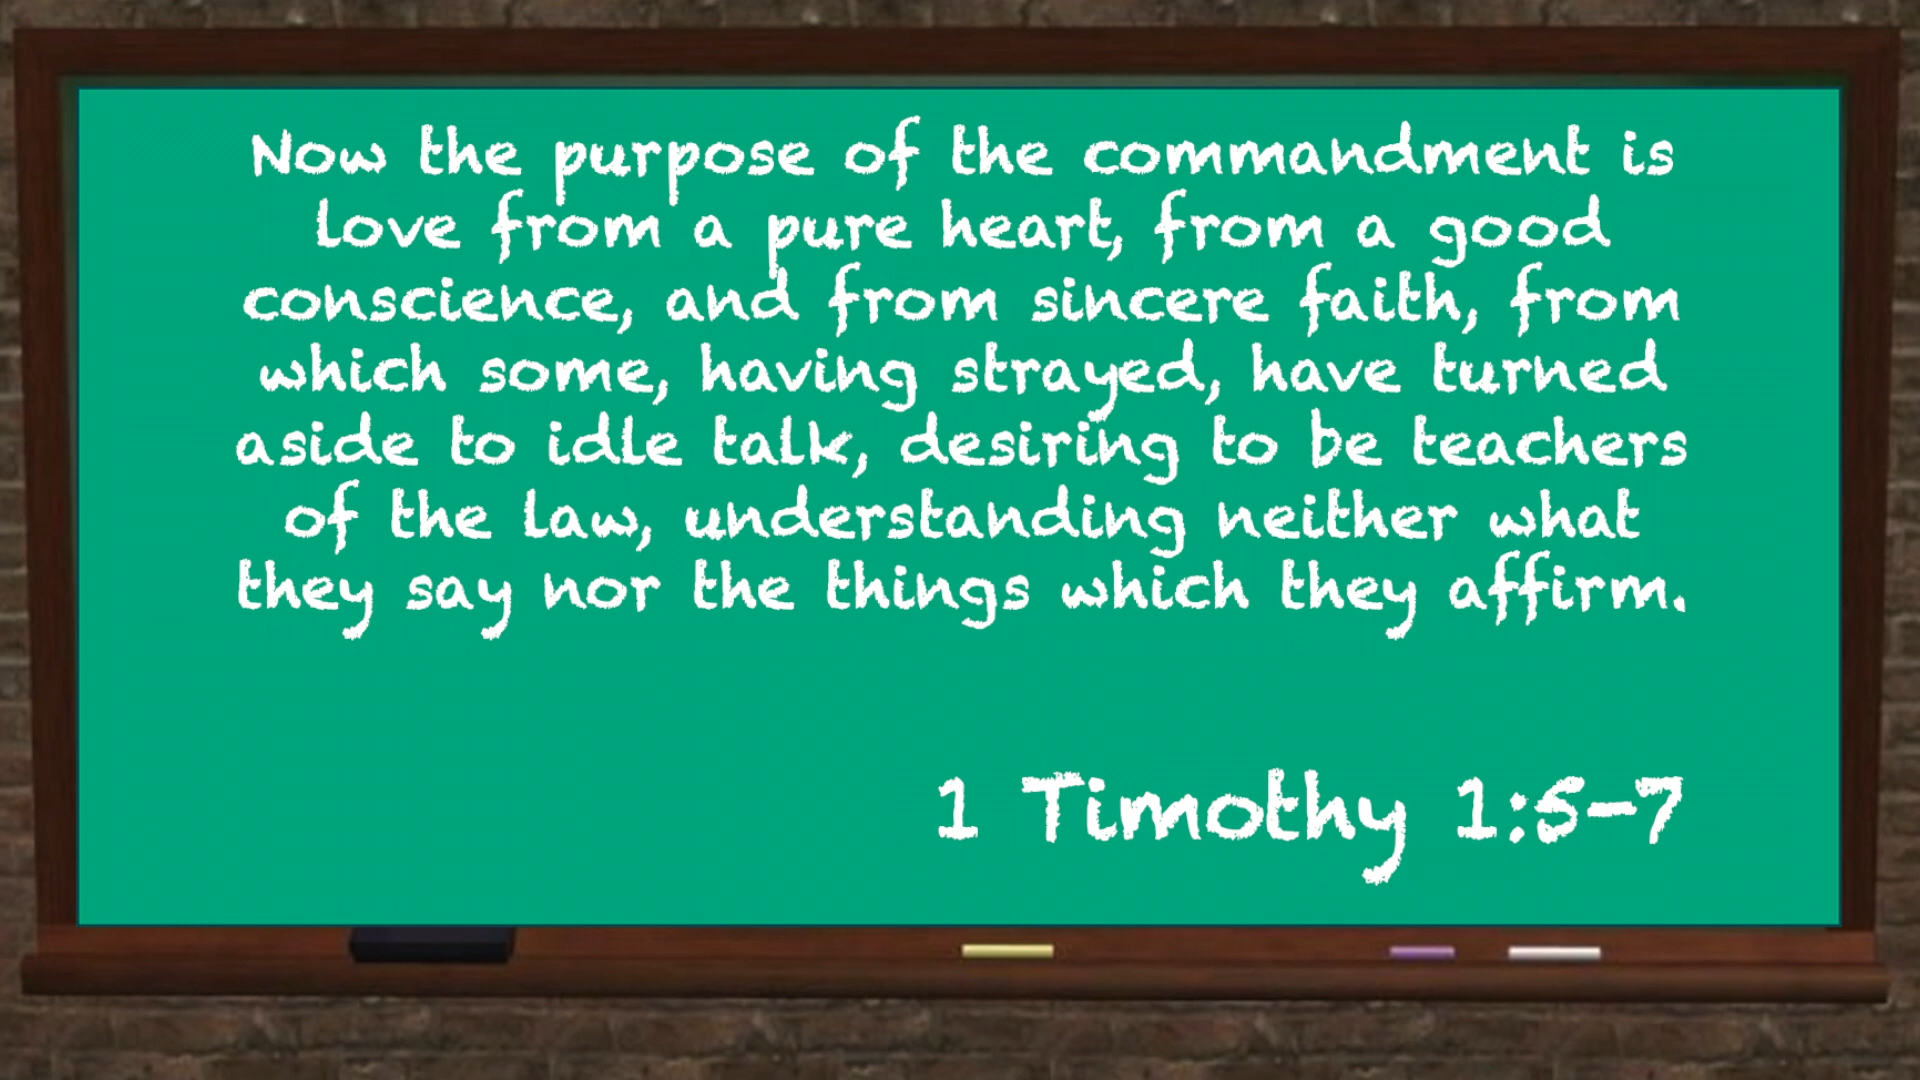 Now the purpose of the commandment is
love from a pure heart, from a good
conscience, and from sincere faith, from
which some, having strayed, have turned
aside to idle talk, desiring to be teachers
of the law, understanding neither what
they say nor the things which they affirm.
1 Timothy 1:5-7